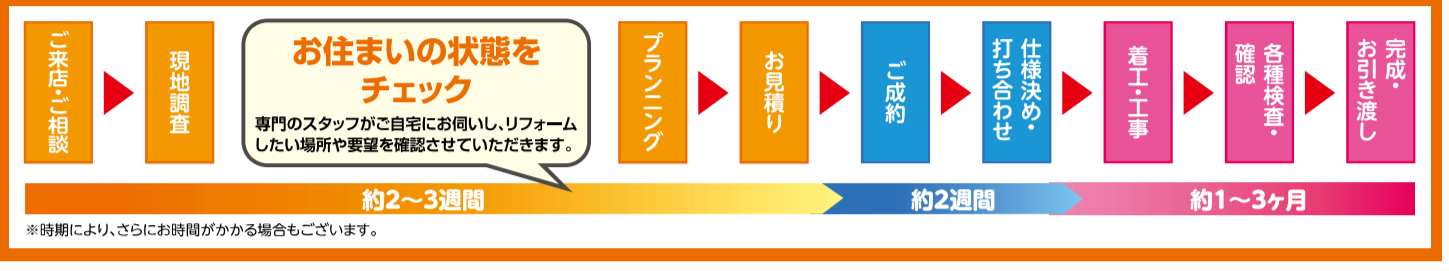 ご来店・ご相談
現地調査
お住まいの状態を
チェック
専門のスタッフがご自宅にお伺いし、リフォーム
したい場所や要望を確認させていただきます。
プランニング
お見積り
ご成約
仕様決め・
打ち合わせ
着工・工事
各種検査・
確認
完成・
お引き渡し
約2〜3週間
約2週間
約1〜3ヶ月
※時期により、さらにお時間がかかる場合もございます。